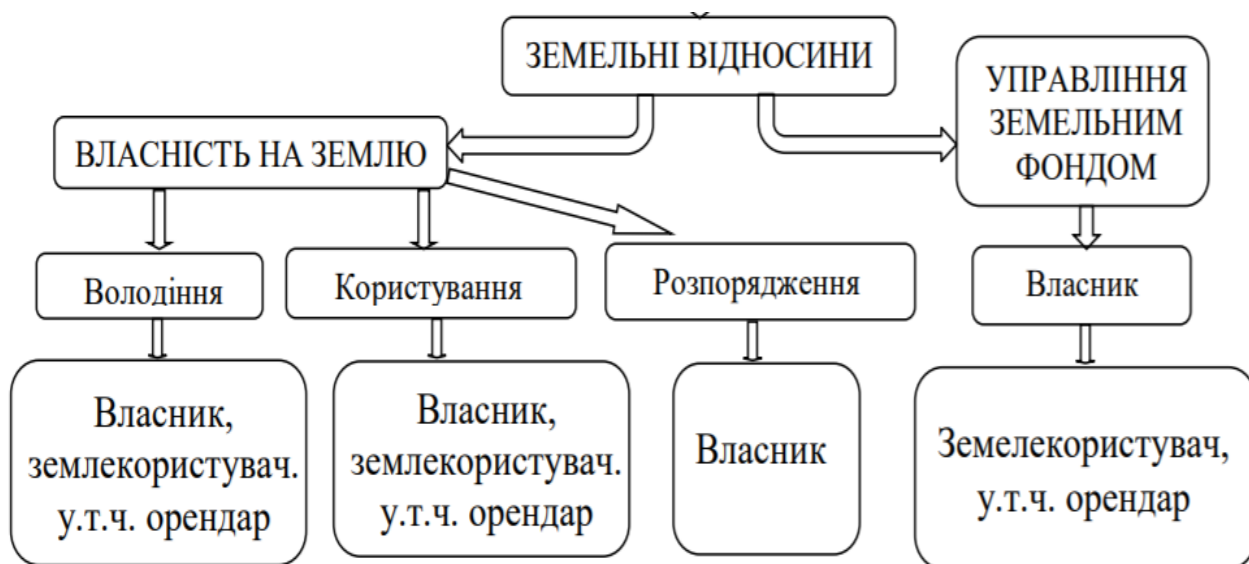 ЗЕМЕЛЬНІ ВІДНОСИНИ
УПРАВЛІННЯ
ЗЕМЕЛЬНИМ
ФОНДОМ
ВЛАСНІСТЬ НА ЗЕМЛЮ
Володіння
Користування
Розпорядження
Власник
Власник,
землекористувач.
у.т.ч. орендар
Власник,
землекористувач.
у.т.ч. орендар
Власник
Земелекористувач,
у.т.ч. орендар